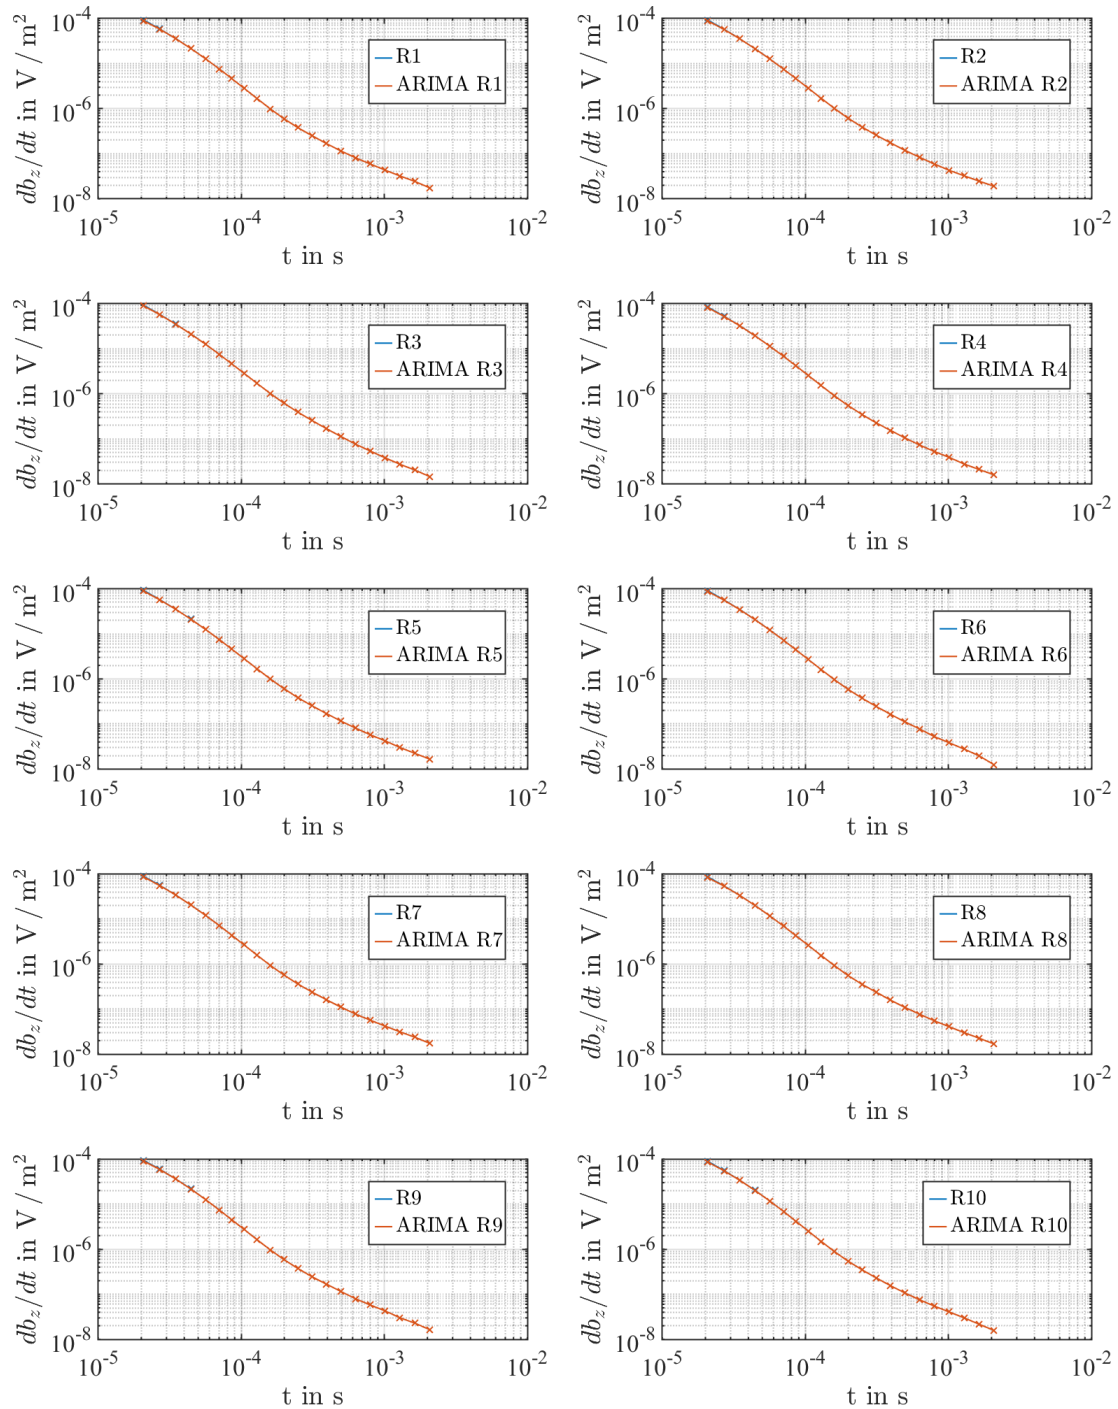 db_z/dt in V / m²
10⁻⁴
10⁻⁶
10⁻⁸
R1
ARIMA R1
10⁻⁵ 10⁻⁴ 10⁻³ 10⁻²
t in s
db_z/dt in V / m²
10⁻⁴
10⁻⁶
10⁻⁸
R2
ARIMA R2
10⁻⁵ 10⁻⁴ 10⁻³ 10⁻²
t in s
db_z/dt in V / m²
10⁻⁴
10⁻⁶
10⁻⁸
R3
ARIMA R3
10⁻⁵ 10⁻⁴ 10⁻³ 10⁻²
t in s
db_z/dt in V / m²
10⁻⁴
10⁻⁶
10⁻⁸
R4
ARIMA R4
10⁻⁵ 10⁻⁴ 10⁻³ 10⁻²
t in s
db_z/dt in V / m²
10⁻⁴
10⁻⁶
10⁻⁸
R5
ARIMA R5
10⁻⁵ 10⁻⁴ 10⁻³ 10⁻²
t in s
db_z/dt in V / m²
10⁻⁴
10⁻⁶
10⁻⁸
R6
ARIMA R6
10⁻⁵ 10⁻⁴ 10⁻³ 10⁻²
t in s
db_z/dt in V / m²
10⁻⁴
10⁻⁶
10⁻⁸
R7
ARIMA R7
10⁻⁵ 10⁻⁴ 10⁻³ 10⁻²
t in s
db_z/dt in V / m²
10⁻⁴
10⁻⁶
10⁻⁸
R8
ARIMA R8
10⁻⁵ 10⁻⁴ 10⁻³ 10⁻²
t in s
db_z/dt in V / m²
10⁻⁴
10⁻⁶
10⁻⁸
R9
ARIMA R9
10⁻⁵ 10⁻⁴ 10⁻³ 10⁻²
t in s
db_z/dt in V / m²
10⁻⁴
10⁻⁶
10⁻⁸
R10
ARIMA R10
10⁻⁵ 10⁻⁴ 10⁻³ 10⁻²
t in s